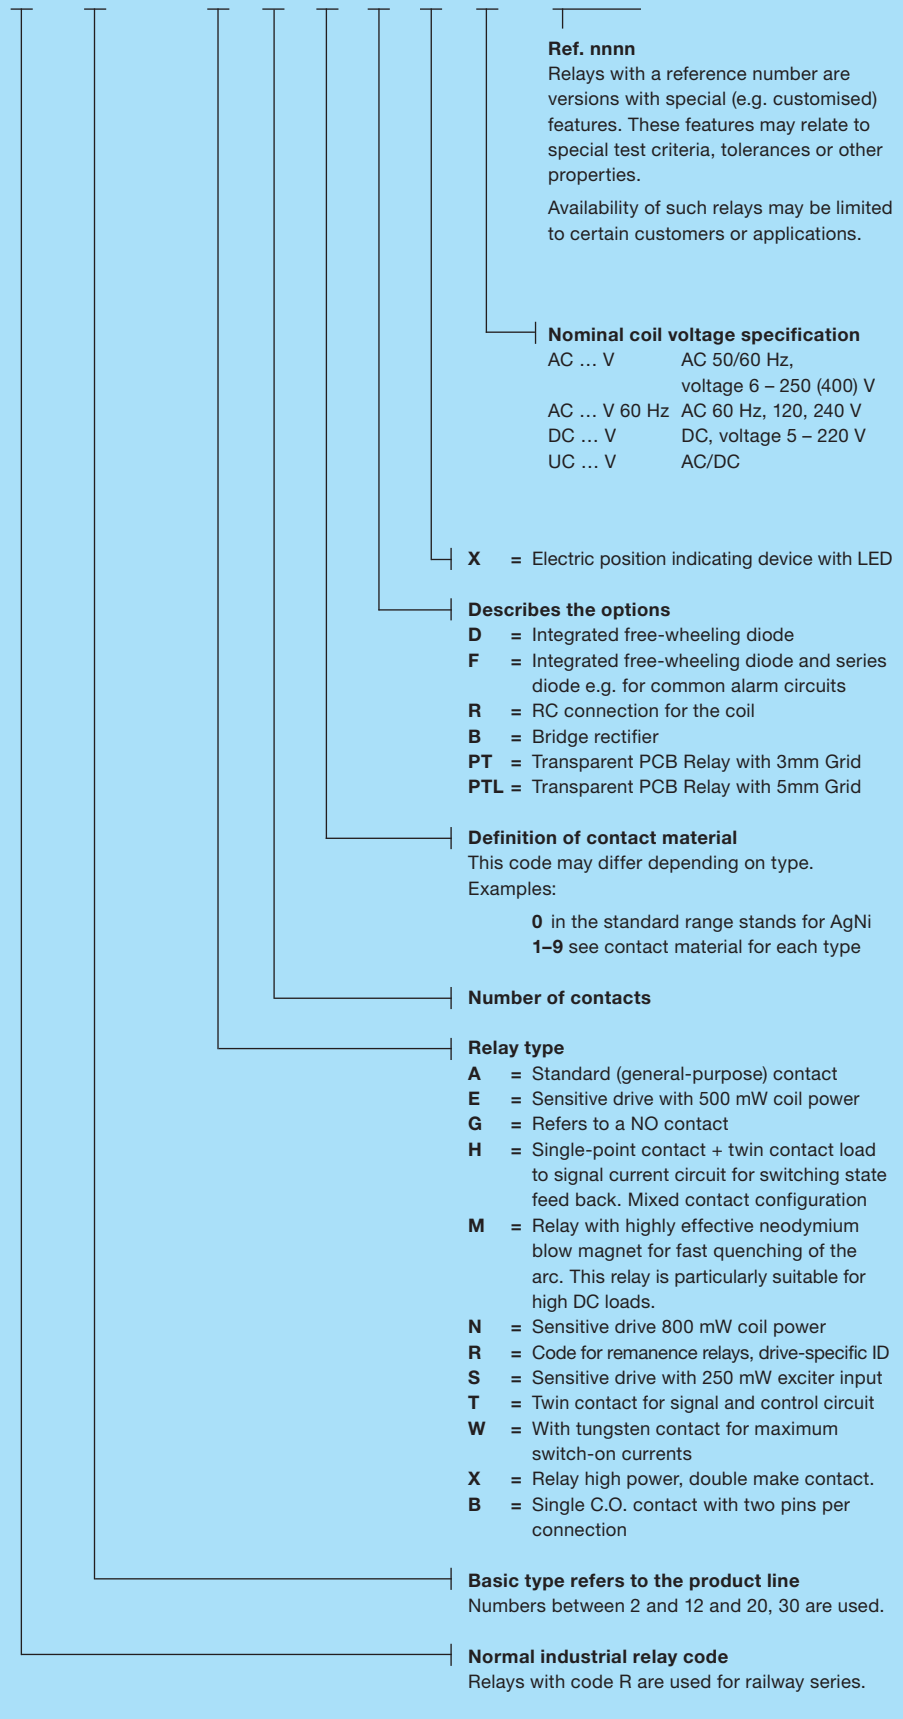 Ref. nnnn
Relays with a reference number are
versions with special (e.g. customised)
features. These features may relate to
special test criteria, tolerances or other
properties.
Availability of such relays may be limited
to certain customers or applications.
Nominal coil voltage specification
AC … V AC 50/60 Hz,
voltage 6 – 250 (400) V
AC … V 60 Hz AC 60 Hz, 120, 240 V
DC … V DC, voltage 5 – 220 V
UC … V AC/DC
X = Electric position indicating device with LED
Describes the options
D = Integrated free-wheeling diode
F = Integrated free-wheeling diode and series
diode e.g. for common alarm circuits
R = RC connection for the coil
B = Bridge rectifier
PT = Transparent PCB Relay with 3mm Grid
PTL = Transparent PCB Relay with 5mm Grid
Definition of contact material
This code may differ depending on type.
Examples:
0 in the standard range stands for AgNi
1–9 see contact material for each type
Number of contacts
Relay type
A = Standard (general-purpose) contact
E = Sensitive drive with 500 mW coil power
G = Refers to a NO contact
H = Single-point contact + twin contact load
to signal current circuit for switching state
feed back. Mixed contact configuration
M = Relay with highly effective neodymium
blow magnet for fast quenching of the
arc. This relay is particularly suitable for
high DC loads.
N = Sensitive drive 800 mW coil power
R = Code for remanence relays, drive-specific ID
S = Sensitive drive with 250 mW exciter input
T = Twin contact for signal and control circuit
W = With tungsten contact for maximum
switch-on currents
X = Relay high power, double make contact.
B = Single C.O. contact with two pins per
connection
Basic type refers to the product line
Numbers between 2 and 12 and 20, 30 are used.
Normal industrial relay code
Relays with code R are used for railway series.